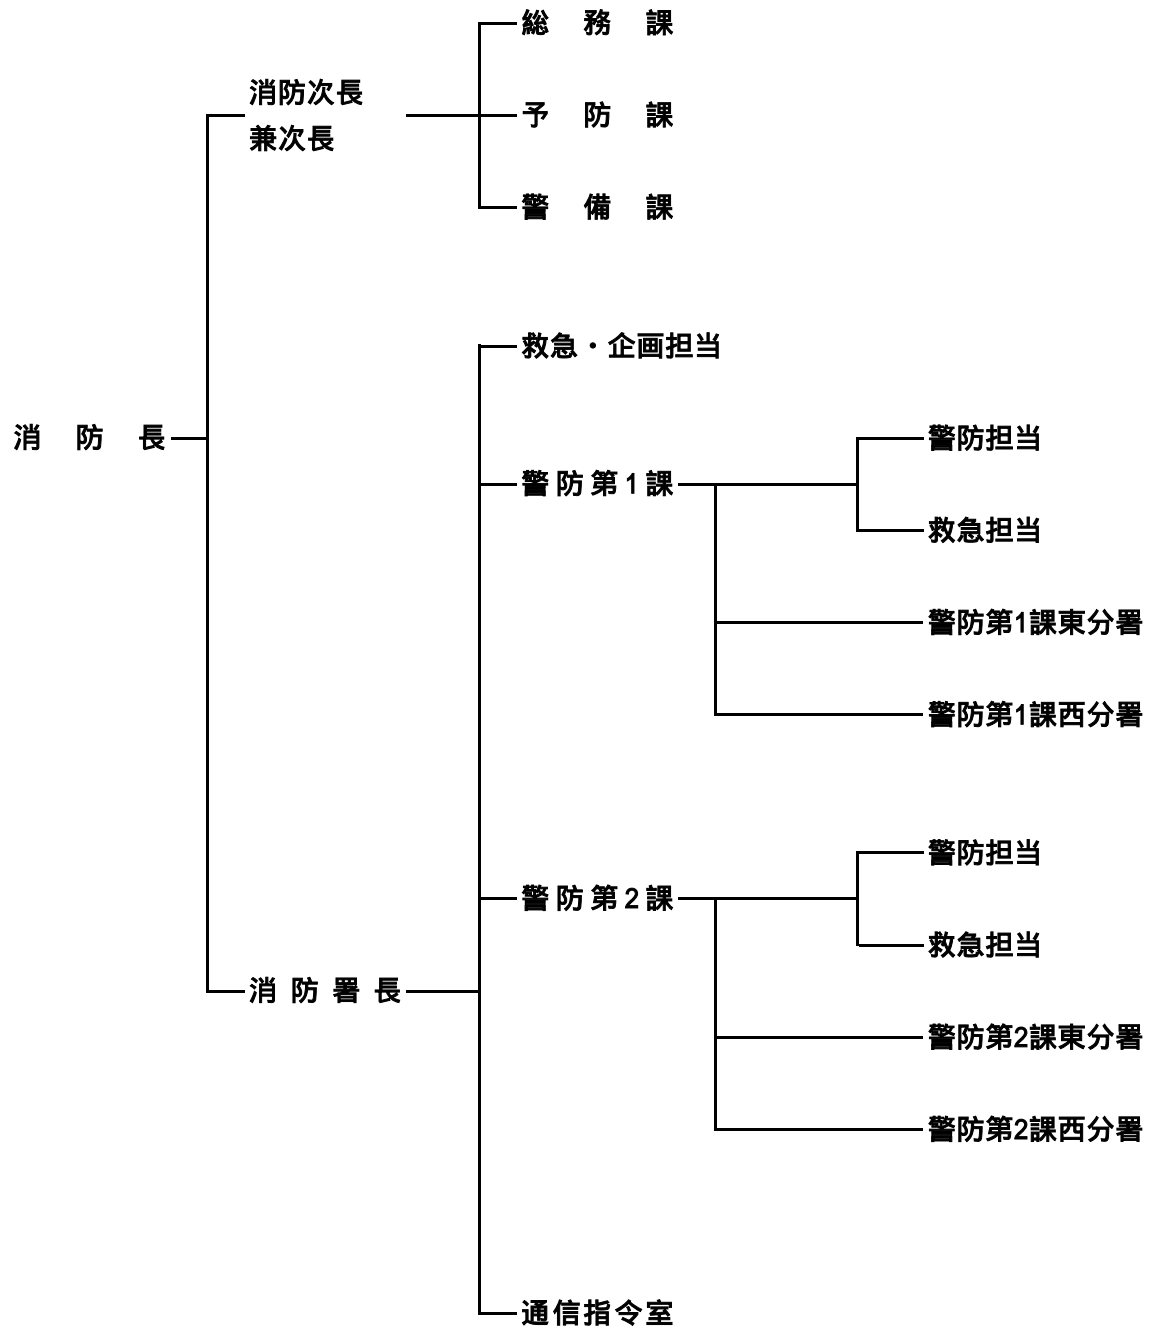 総務課
消防次長
兼次長
予防課
警備課
救急・企画担当
消防長
警防担当
警防第1課
救急担当
警防第1課東分署
警防第1課西分署
警防担当
警防第2課
救急担当
消防署長
警防第2課東分署
警防第2課西分署
通信指令室